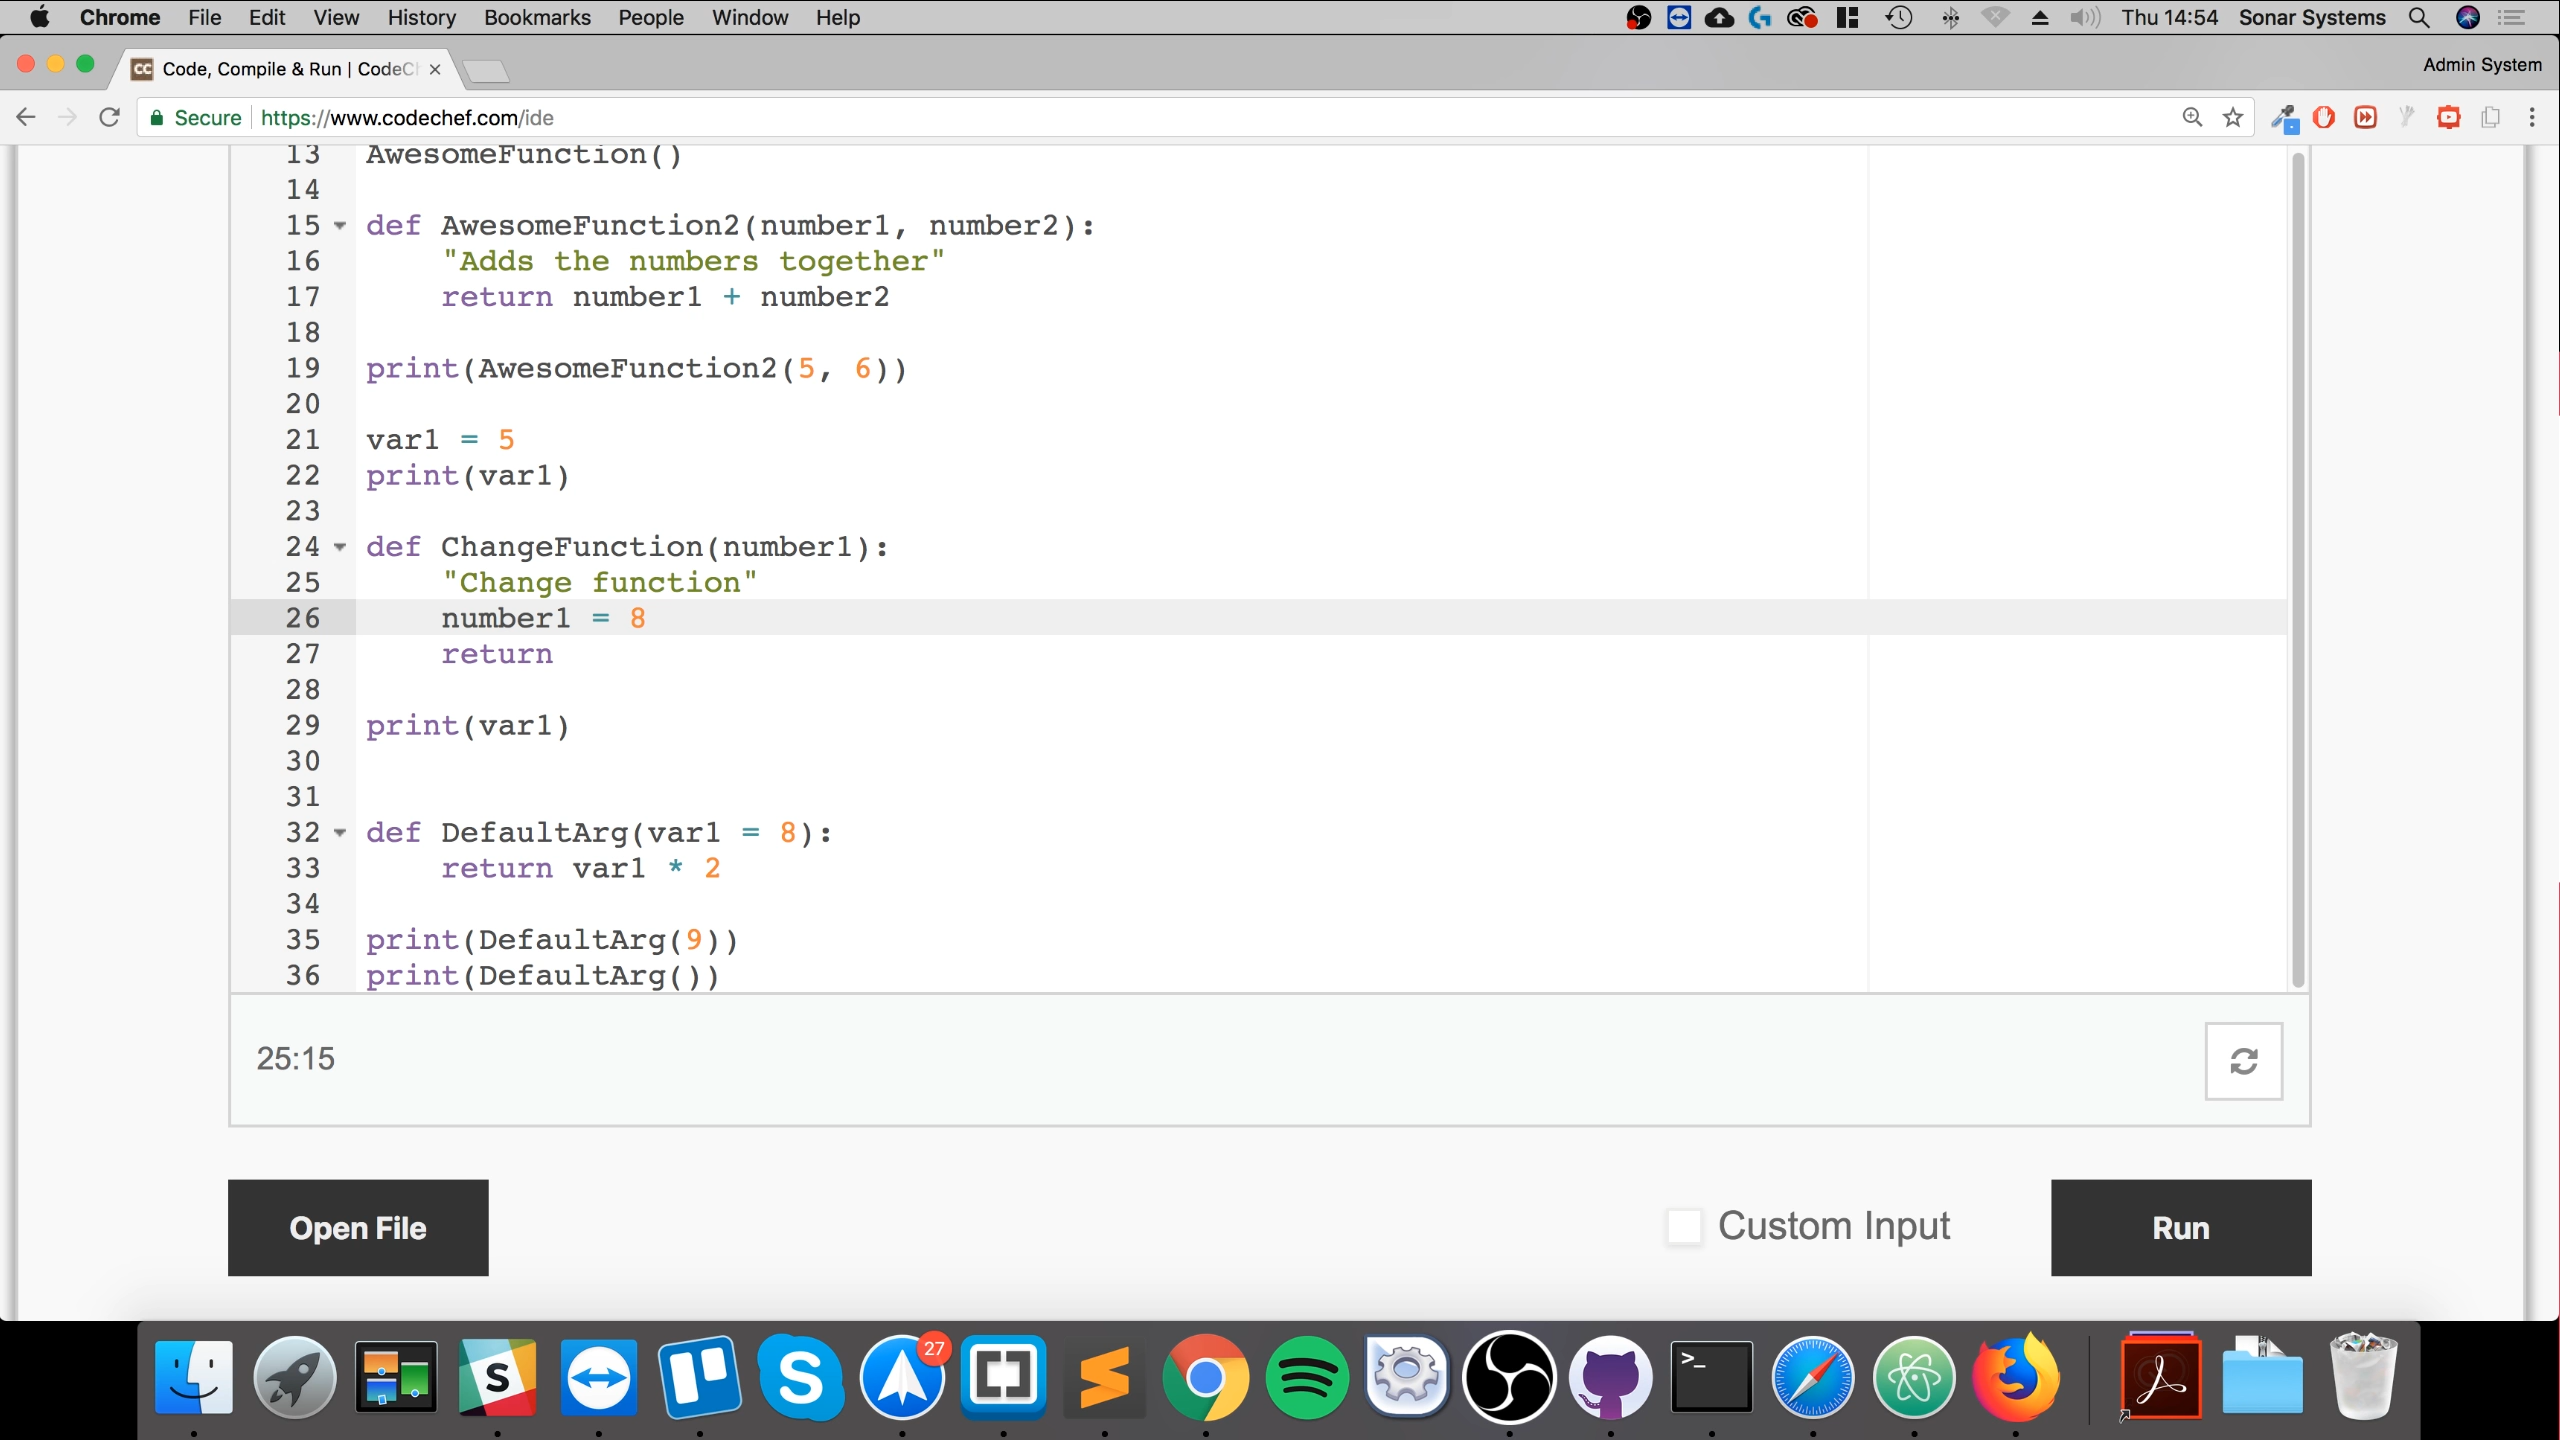 Chrome File Edit View History Bookmarks People Window Help Thu 14:54 Sonar Systems
CC Code, Compile & Run | CodeCh Admin System
Secure https://www.codechef.com/ide
13 AwesomeFunction()
14
15 def AwesomeFunction2(number1, number2):
16 "Adds the numbers together"
17 return number1 + number2
18
19 print(AwesomeFunction2(5, 6))
20
21 var1 = 5
22 print(var1)
23
24 def ChangeFunction(number1):
25 "Change function"
26 number1 = 8
27 return
28
29 print(var1)
30
31
32 def DefaultArg(var1 = 8):
33 return var1 * 2
34
35 print(DefaultArg(9))
36 print(DefaultArg())
25:15
Open File Custom Input Run
27